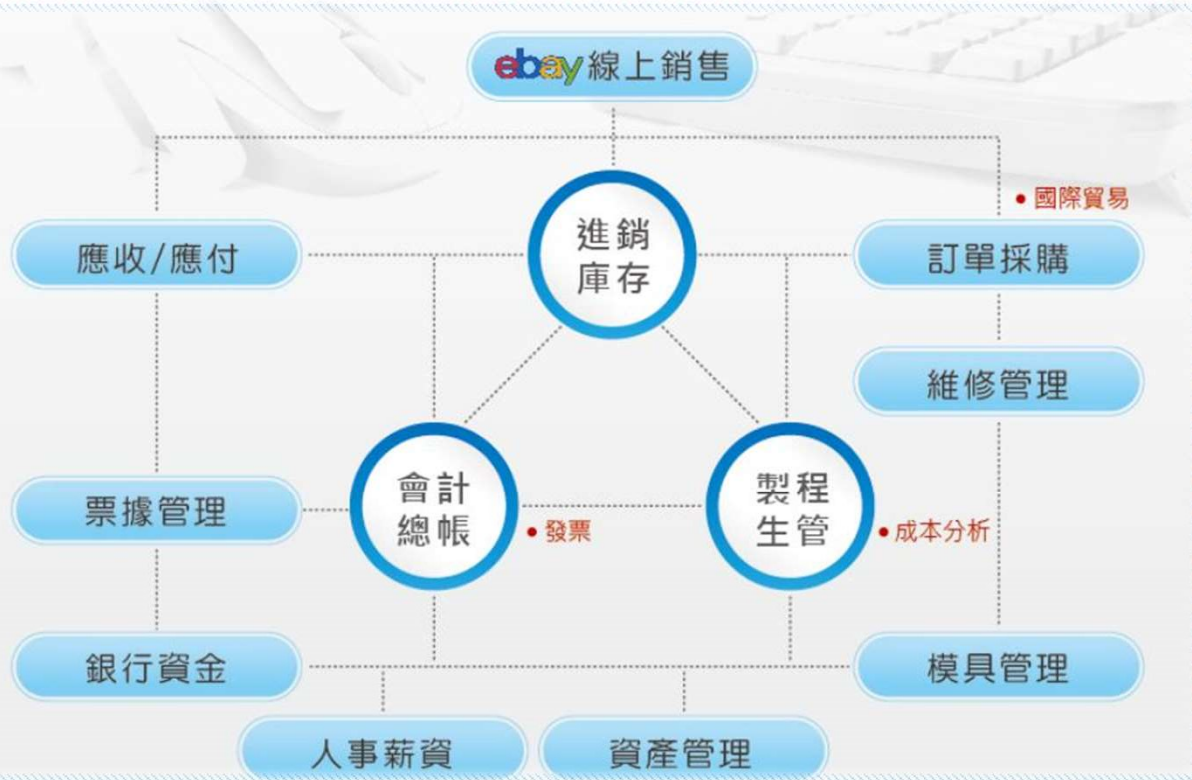 ebay線上銷售
國際貿易
應收/應付
進銷
庫存
訂單採購
維修管理
票據管理
會計
總帳
發票
製程
生管
成本分析
銀行資金
模具管理
人事薪資
資產管理